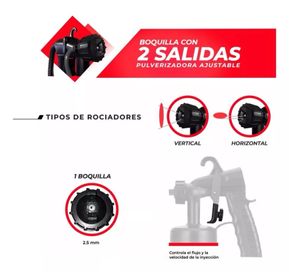 BOQUILLA CON
2 SALIDAS
PULVERIZADORA AJUSTABLE
TIPOS DE ROCIADORES
VERTICAL
HORIZONTAL
1 BOQUILLA
2,5 mm
Controla el flujo y la
velocidad de la inyección